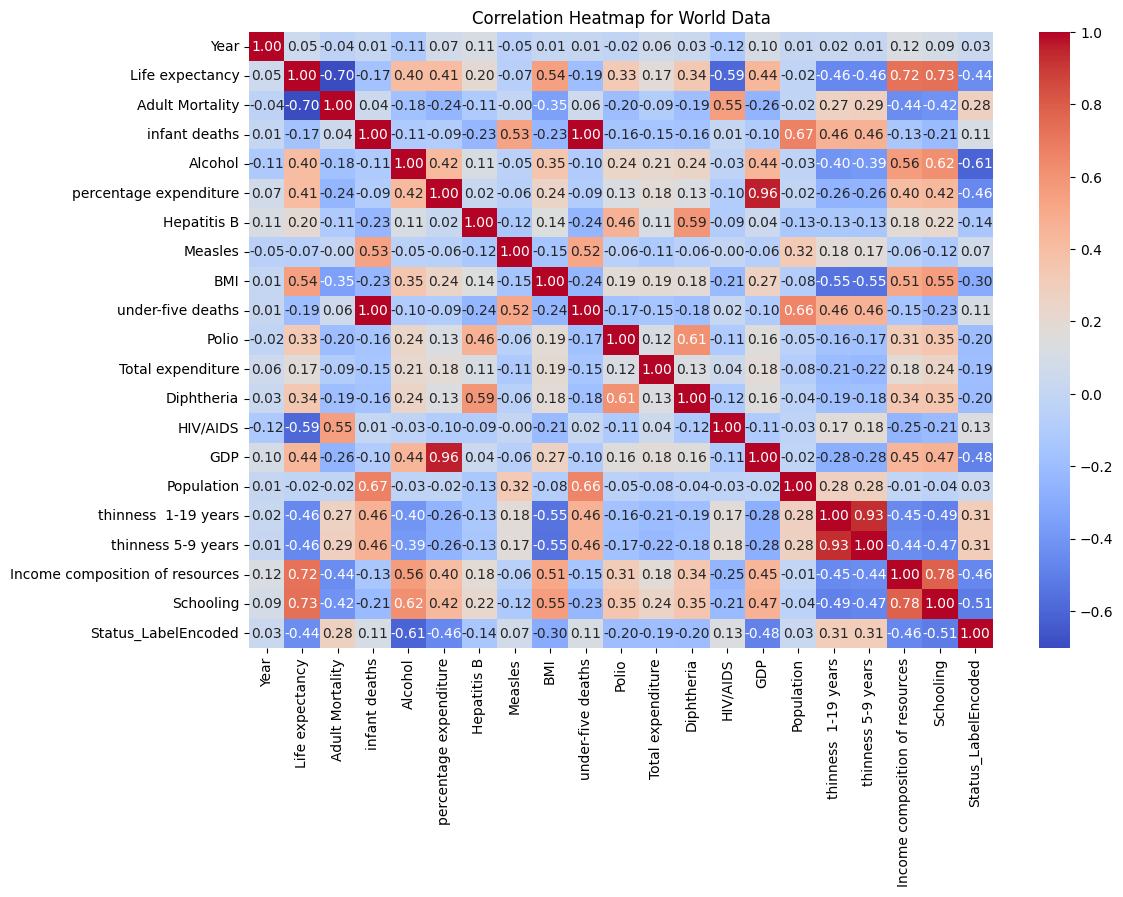 Correlation Heatmap for World Data
Year 1.00 0.05 -0.04 0.01 -0.11 0.07 0.11 -0.05 0.01 0.01 -0.02 0.06 0.03 -0.12 0.10 0.01 0.02 0.01 0.12 0.09 0.03
Life expectancy 0.05 1.00 -0.70 -0.17 0.40 0.41 0.20 -0.07 0.54 -0.19 0.33 0.17 0.34 -0.59 0.44 -0.02 -0.46 -0.46 0.72 0.73 -0.44
Adult Mortality -0.04 -0.70 1.00 0.04 -0.18 -0.24 -0.11 -0.00 -0.35 0.06 -0.20 -0.09 -0.19 0.55 -0.26 -0.02 0.27 0.29 -0.44 -0.42 0.28
infant deaths 0.01 -0.17 0.04 1.00 -0.11 -0.09 -0.23 0.53 -0.23 1.00 -0.16 -0.15 -0.16 0.01 -0.10 0.67 0.46 0.46 -0.13 -0.21 0.11
Alcohol -0.11 0.40 -0.18 -0.11 1.00 0.42 0.11 -0.05 0.35 -0.10 0.24 0.21 0.24 -0.03 0.44 -0.03 -0.40 -0.39 0.56 0.62 -0.61
percentage expenditure 0.07 0.41 -0.24 -0.09 0.42 1.00 0.02 -0.06 0.24 -0.09 0.13 0.18 0.13 -0.10 0.96 -0.02 -0.26 -0.26 0.40 0.42 -0.46
Hepatitis B 0.11 0.20 -0.11 -0.23 0.11 0.02 1.00 -0.12 0.14 -0.24 0.46 0.11 0.59 -0.09 0.04 -0.13 -0.13 -0.13 0.18 0.22 -0.14
Measles -0.05 -0.07 -0.00 0.53 -0.05 -0.06 -0.12 1.00 -0.15 0.52 -0.06 -0.11 -0.06 -0.00 -0.06 0.32 0.18 0.17 -0.06 -0.12 0.07
BMI 0.01 0.54 -0.35 -0.23 0.35 0.24 0.14 -0.15 1.00 -0.24 0.19 0.19 0.18 -0.21 0.27 -0.08 -0.55 -0.55 0.51 0.55 -0.30
under-five deaths 0.01 -0.19 0.06 1.00 -0.10 -0.09 -0.24 0.52 -0.24 1.00 -0.17 -0.15 -0.18 0.02 -0.10 0.66 0.46 0.46 -0.15 -0.23 0.11
Polio -0.02 0.33 -0.20 -0.16 0.24 0.13 0.46 -0.06 0.19 -0.17 1.00 0.12 0.61 -0.11 0.16 -0.05 -0.16 -0.17 0.31 0.35 -0.20
Total expenditure 0.06 0.17 -0.09 -0.15 0.21 0.18 0.11 -0.11 0.19 -0.15 0.12 1.00 0.13 0.04 0.18 -0.08 -0.21 -0.22 0.18 0.24 -0.19
Diphtheria 0.03 0.34 -0.19 -0.16 0.24 0.13 0.59 -0.06 0.18 -0.18 0.61 0.13 1.00 -0.12 0.16 -0.04 -0.19 -0.18 0.34 0.35 -0.20
HIV/AIDS -0.12 -0.59 0.55 0.01 -0.03 -0.10 -0.09 -0.00 -0.21 0.02 -0.11 0.04 -0.12 1.00 -0.11 -0.03 0.17 0.18 -0.25 -0.21 0.13
GDP 0.10 0.44 -0.26 -0.10 0.44 0.96 0.04 -0.06 0.27 -0.10 0.16 0.18 0.16 -0.11 1.00 -0.02 -0.28 -0.28 0.45 0.47 -0.48
Population 0.01 -0.02 -0.02 0.67 -0.03 -0.02 -0.13 0.32 -0.08 0.66 -0.05 -0.08 -0.04 -0.03 -0.02 1.00 0.28 0.28 -0.01 -0.04 0.03
thinness  1-19 years 0.02 -0.46 0.27 0.46 -0.40 -0.26 -0.13 0.18 -0.55 0.46 -0.16 -0.21 -0.19 0.17 -0.28 0.28 1.00 0.93 -0.45 -0.49 0.31
thinness 5-9 years 0.01 -0.46 0.29 0.46 -0.39 -0.26 -0.13 0.17 -0.55 0.46 -0.17 -0.22 -0.18 0.18 -0.28 0.28 0.93 1.00 -0.44 -0.47 0.31
Income composition of resources 0.12 0.72 -0.44 -0.13 0.56 0.40 0.18 -0.06 0.51 -0.15 0.31 0.18 0.34 -0.25 0.45 -0.01 -0.45 -0.44 1.00 0.78 -0.46
Schooling 0.09 0.73 -0.42 -0.21 0.62 0.42 0.22 -0.12 0.55 -0.23 0.35 0.24 0.35 -0.21 0.47 -0.04 -0.49 -0.47 0.78 1.00 -0.51
Status_LabelEncoded 0.03 -0.44 0.28 0.11 -0.61 -0.46 -0.14 0.07 -0.30 0.11 -0.20 -0.19 -0.20 0.13 -0.48 0.03 0.31 0.31 -0.46 -0.51 1.00
Year
Life expectancy
Adult Mortality
infant deaths
Alcohol
percentage expenditure
Hepatitis B
Measles
BMI
under-five deaths
Polio
Total expenditure
Diphtheria
HIV/AIDS
GDP
Population
thinness  1-19 years
thinness 5-9 years
Income composition of resources
Schooling
Status_LabelEncoded
1.0
0.8
0.6
0.4
0.2
0.0
-0.2
-0.4
-0.6